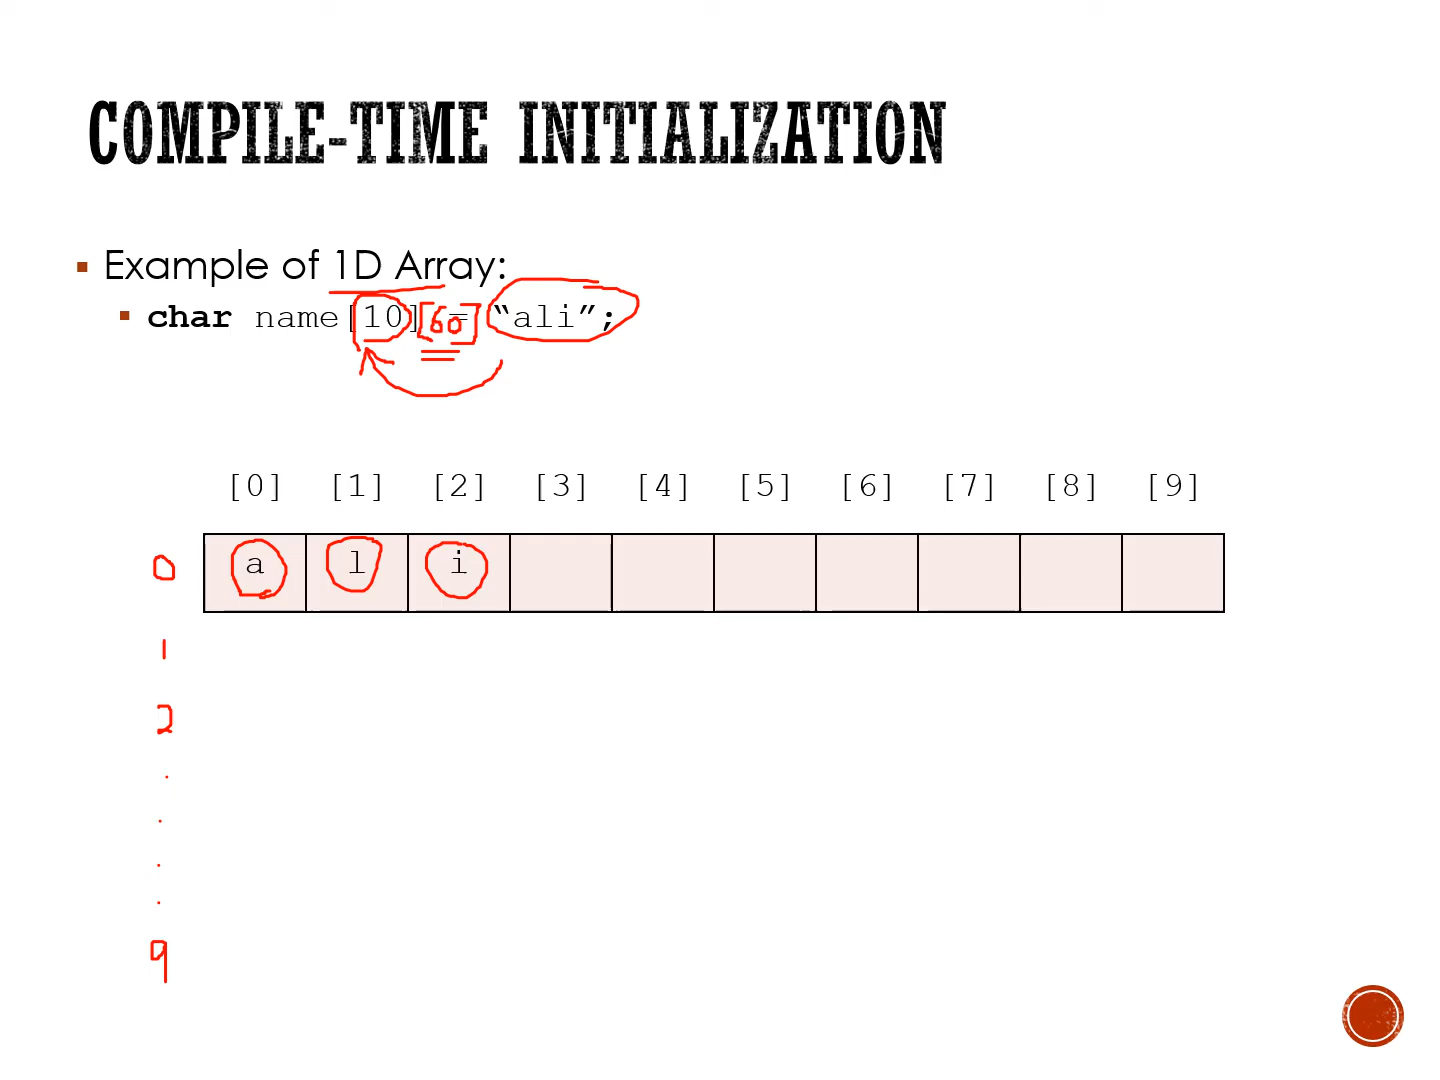 COMPILE-TIME INITIALIZATION
Example of 1D Array:
char name[10] [60] = “ali”;
[0] [1] [2] [3] [4] [5] [6] [7] [8] [9]
0 a l i
1
2
.
.
.
.
9